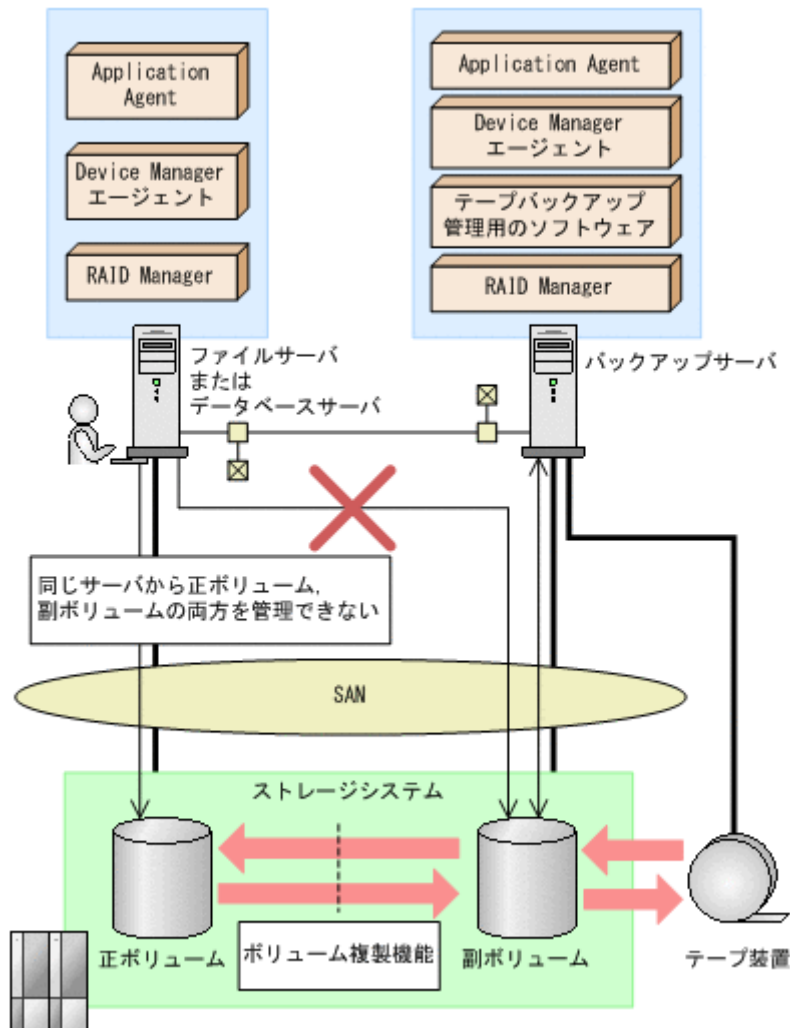 Application
Agent
Device Manager
エージェント
RAID Manager
Application Agent
Device Manager
エージェント
テープバックアップ
管理用のソフトウェア
RAID Manager
ファイルサーバ
または
データベースサーバ
バックアップサーバ
同じサーバから正ボリューム,
副ボリュームの両方を管理できない
SAN
ストレージシステム
正ボリューム
ボリューム複製機能
副ボリューム
テープ装置